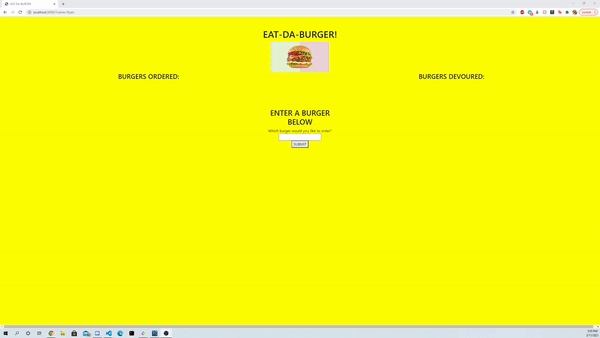 EAT-DA-BURGER!
BURGERS ORDERED:
BURGERS DEVOURED:
ENTER A BURGER
BELOW
Which burger would you like to order?
SUBMIT